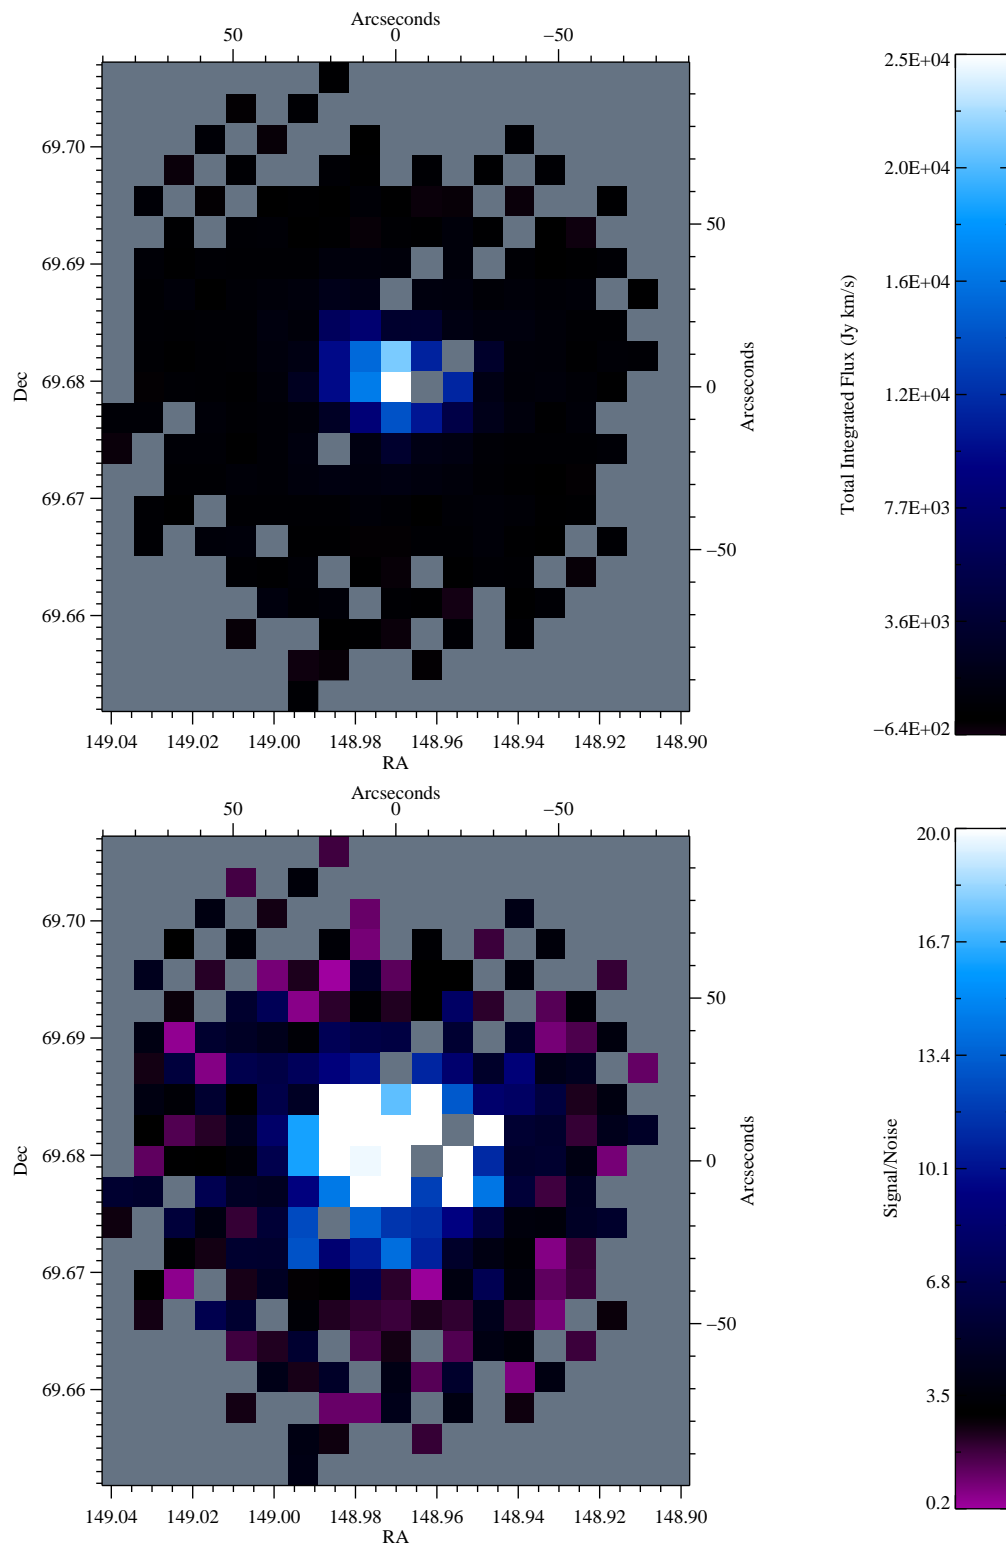 Arcseconds
50 0 −50
69.70
69.69
69.68
69.67
69.66
Dec
50
0
−50
Arcseconds
149.04 149.02 149.00 148.98 148.96 148.94 148.92 148.90
RA
2.5E+04
2.0E+04
1.6E+04
1.2E+04
7.7E+03
3.6E+03
−6.4E+02
Total Integrated Flux (Jy km/s)
Arcseconds
50 0 −50
69.70
69.69
69.68
69.67
69.66
Dec
50
0
−50
Arcseconds
149.04 149.02 149.00 148.98 148.96 148.94 148.92 148.90
RA
20.0
16.7
13.4
10.1
6.8
3.5
0.2
Signal/Noise